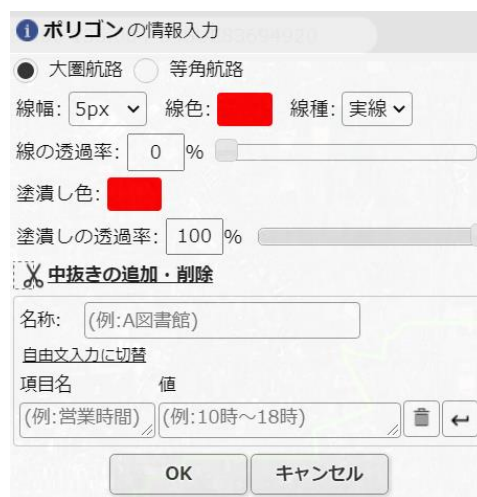 ポリゴンの情報入力
大圏航路 等角航路
線幅: 5px 線色: 線種: 実線
線の透過率: 0 %
塗潰し色:
塗潰しの透過率: 100 %
中抜きの追加・削除
名称: (例:A図書館)
自由文入力に切替
項目名 値
(例:営業時間) (例:10時~18時)
OK キャンセル